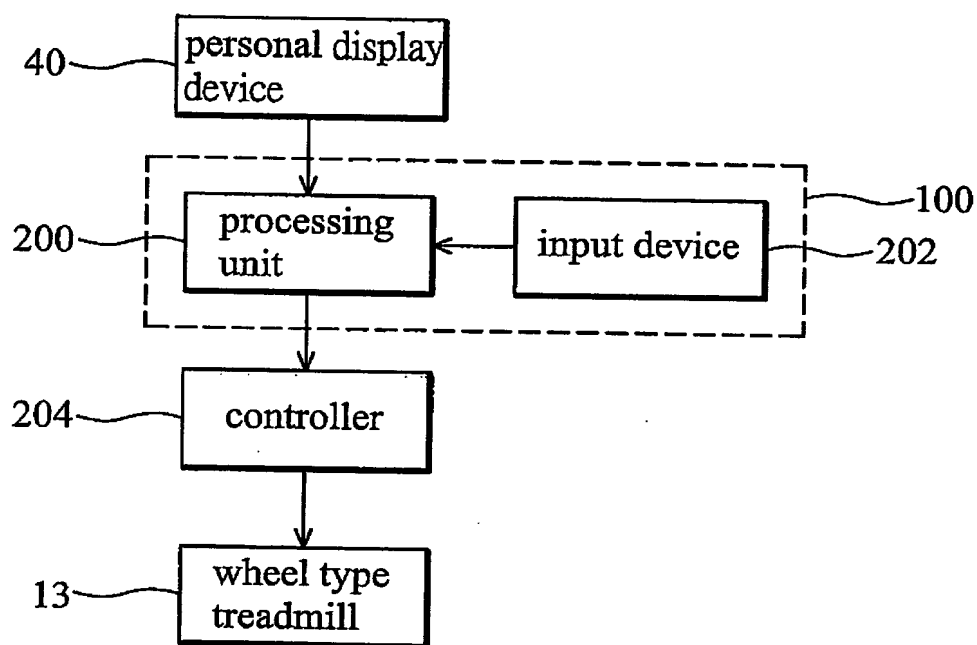 personal display
device
40
100
processing
unit
200
input device
202
controller
204
wheel type
treadmill
13